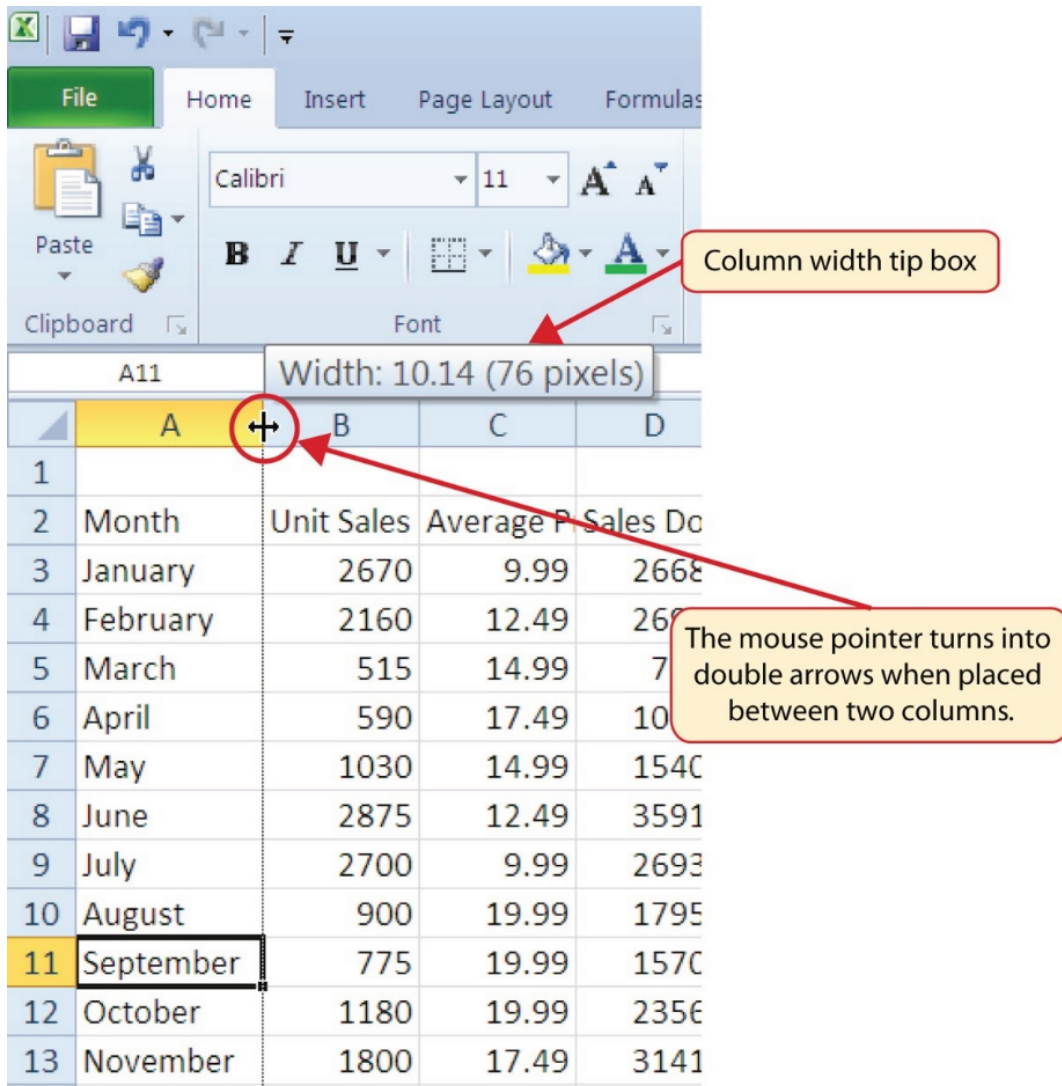 File Home Insert Page Layout Formulas
Calibri 11 A A
Paste B I U A
Column width tip box
Clipboard Font
A11 Width: 10.14 (76 pixels)
A B C D
1
2 Month Unit Sales Average P Sales Do
3 January 2670 9.99 2668
4 February 2160 12.49 26
5 March 515 14.99 7
6 April 590 17.49 10
7 May 1030 14.99 1540
8 June 2875 12.49 3591
9 July 2700 9.99 2693
10 August 900 19.99 1795
11 September 775 19.99 1570
12 October 1180 19.99 2356
13 November 1800 17.49 3141
The mouse pointer turns into
double arrows when placed
between two columns.